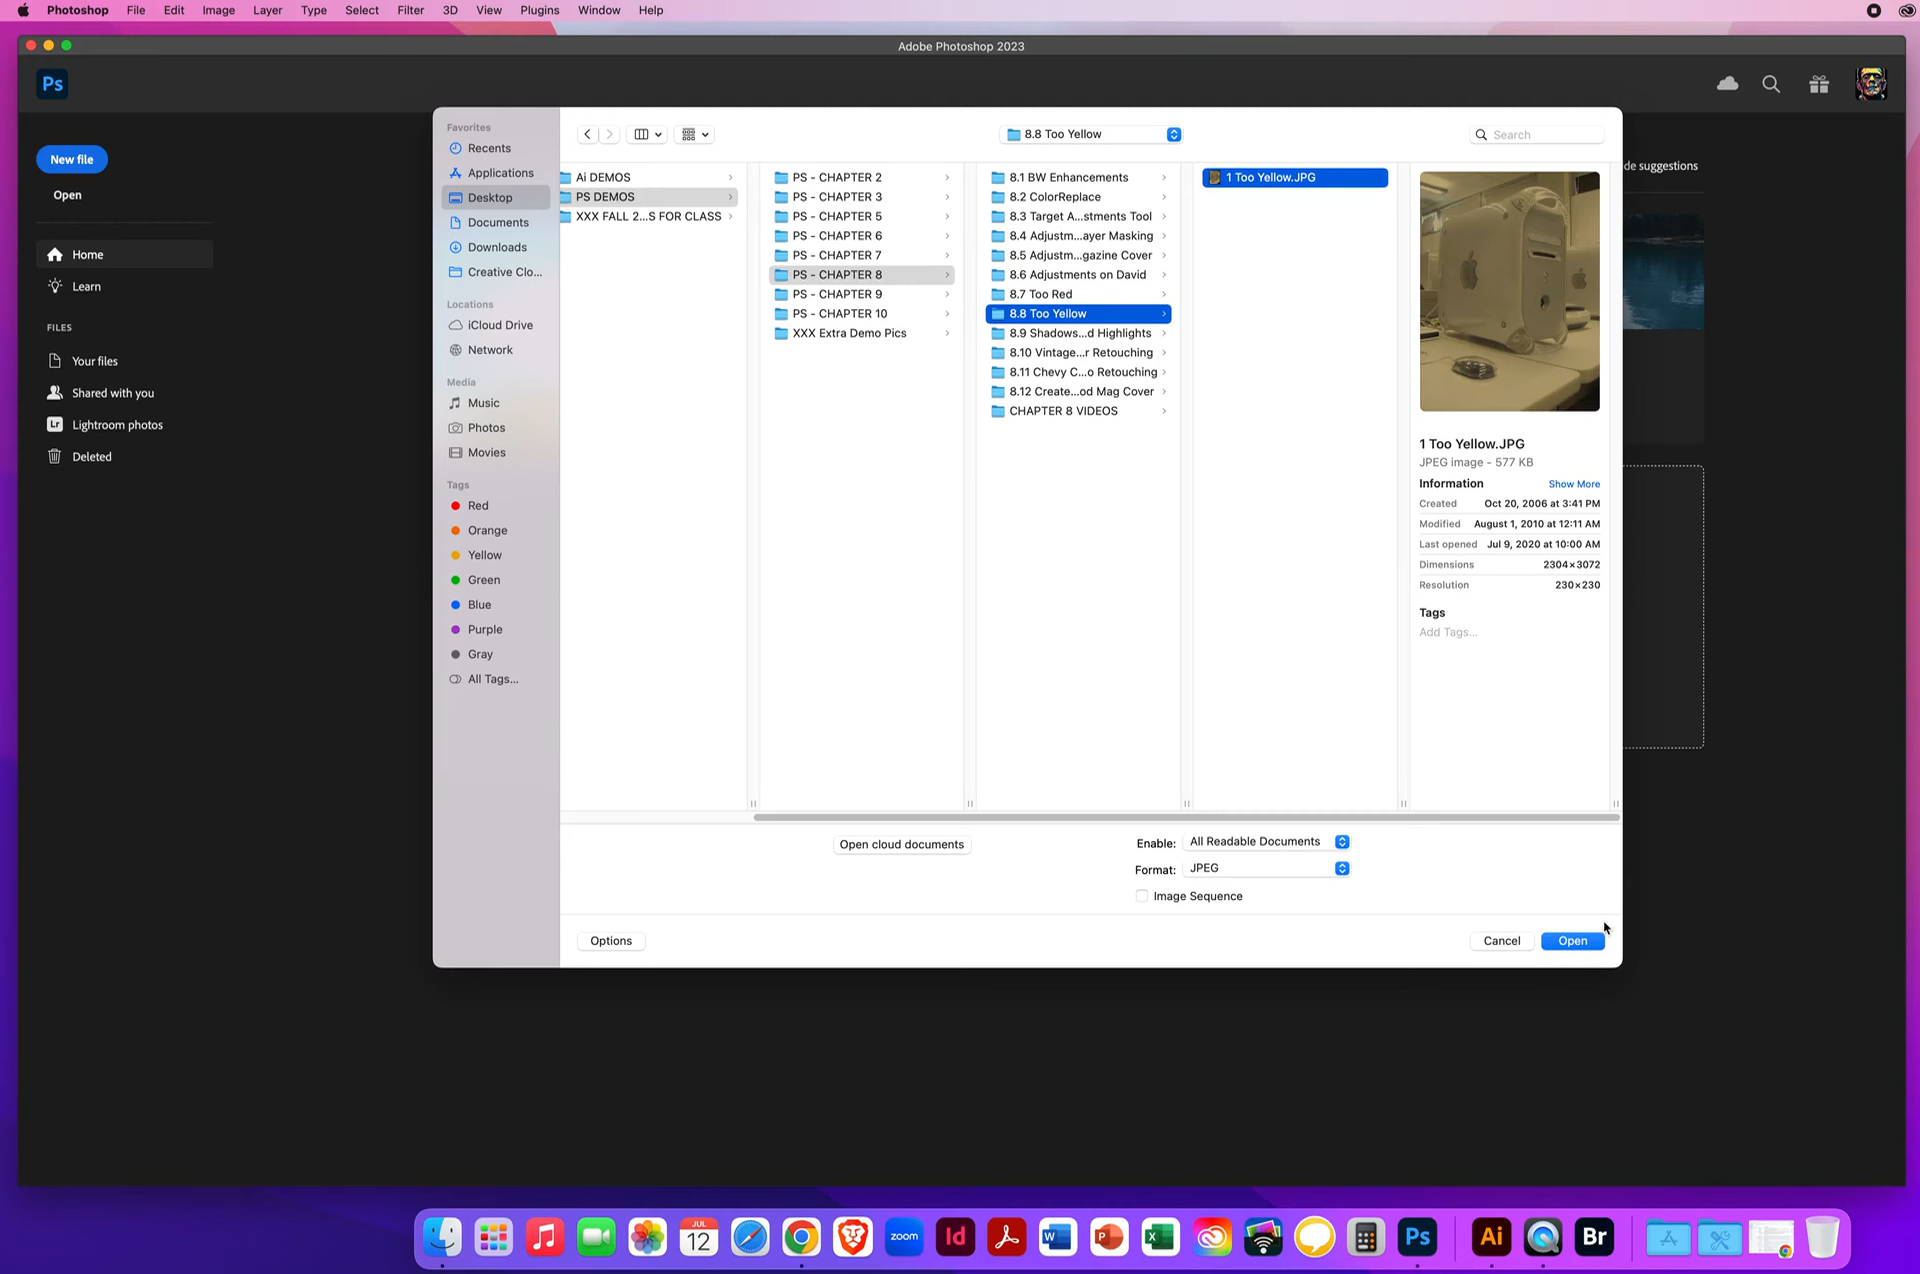 Photoshop File Edit Image Layer Type Select Filter 3D View Plugins Window Help
Adobe Photoshop 2023
Ps
New file
Open
Home
Learn
FILES
Your files
Shared with you
Lr Lightroom photos
Deleted
de suggestions
Favorites
Recents
Applications
Desktop
Documents
Downloads
Creative Clo...
Locations
iCloud Drive
Network
Media
Music
Photos
Movies
Tags
Red
Orange
Yellow
Green
Blue
Purple
Gray
All Tags...
8.8 Too Yellow
Search
Ai DEMOS
PS DEMOS
XXX FALL 2...S FOR CLASS
PS - CHAPTER 2
PS - CHAPTER 3
PS - CHAPTER 5
PS - CHAPTER 6
PS - CHAPTER 7
PS - CHAPTER 8
PS - CHAPTER 9
PS - CHAPTER 10
XXX Extra Demo Pics
8.1 BW Enhancements
8.2 ColorReplace
8.3 Target A...stments Tool
8.4 Adjustm...ayer Masking
8.5 Adjustm...gazine Cover
8.6 Adjustments on David
8.7 Too Red
8.8 Too Yellow
8.9 Shadows...d Highlights
8.10 Vintage...r Retouching
8.11 Chevy C...o Retouching
8.12 Create...od Mag Cover
CHAPTER 8 VIDEOS
1 Too Yellow.JPG
1 Too Yellow.JPG
JPEG image - 577 KB
Information Show More
Created Oct 20, 2006 at 3:41 PM
Modified August 1, 2010 at 12:11 AM
Last opened Jul 9, 2020 at 10:00 AM
Dimensions 2304×3072
Resolution 230×230
Tags
Add Tags...
Open cloud documents
Enable: All Readable Documents
Format: JPEG
Image Sequence
Options
Cancel
Open
JUL
12
zoom
Id
W
P
X
Ps
Ai
Br